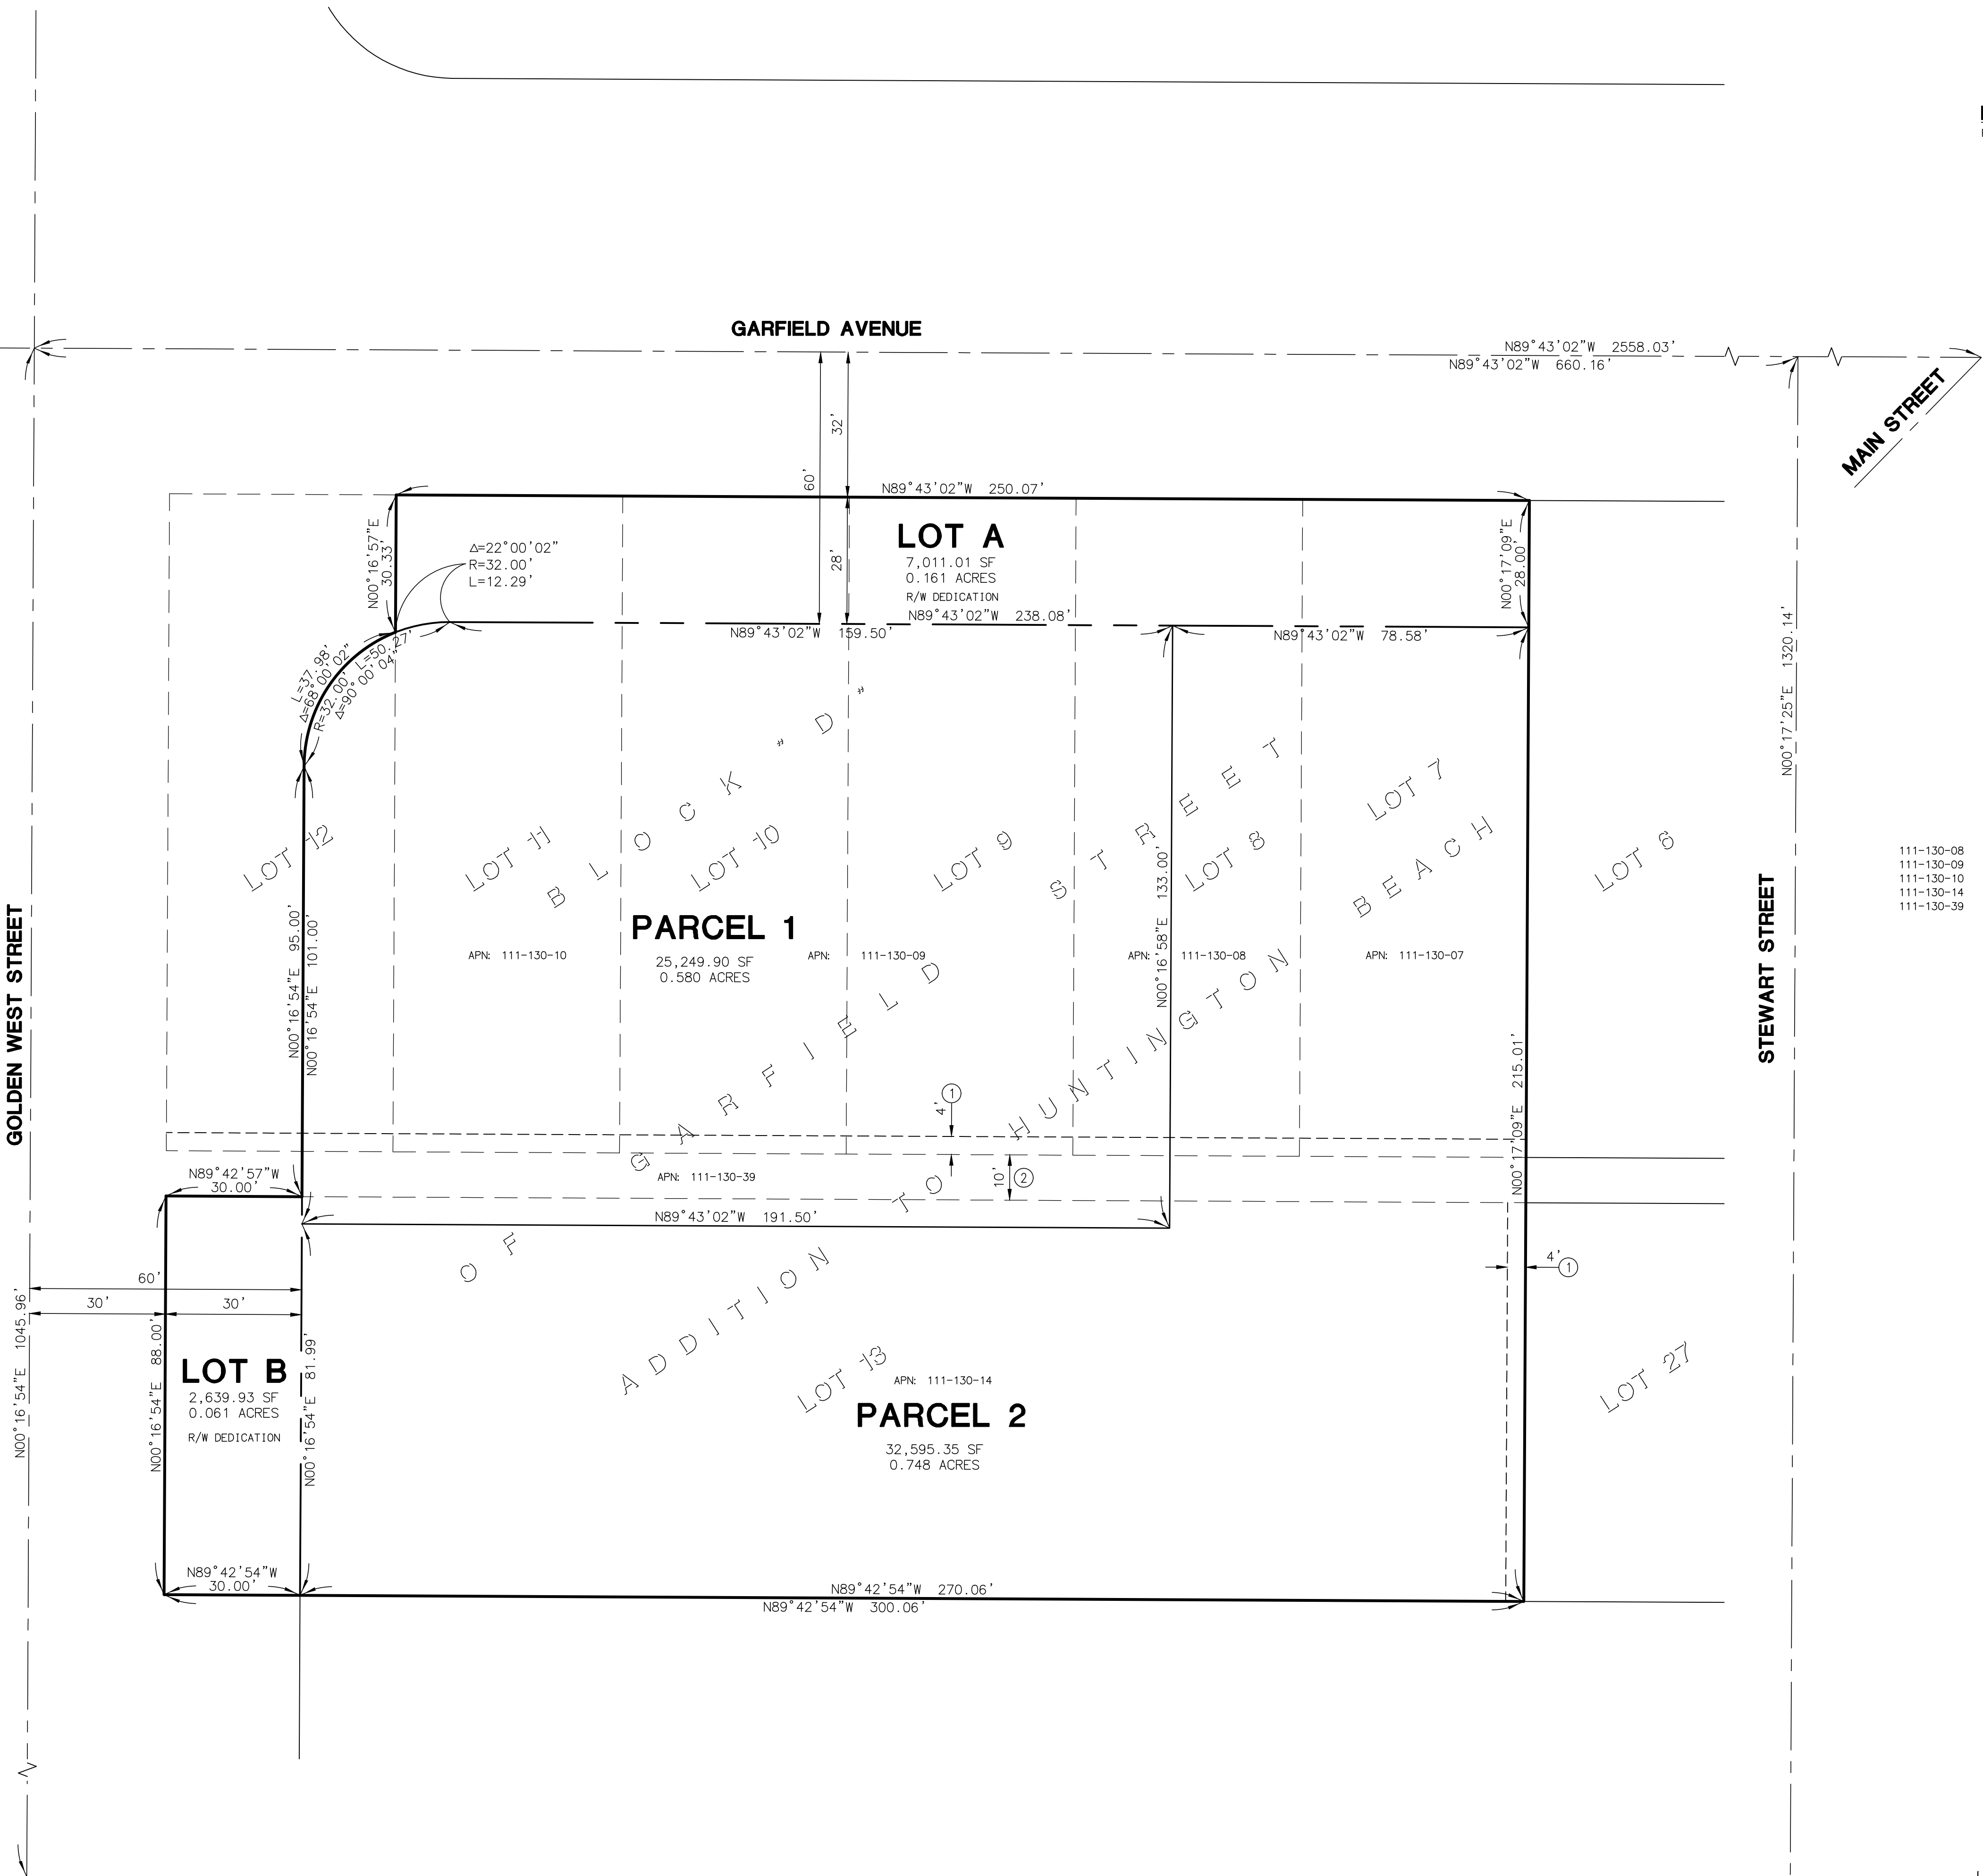 GARFIELD AVENUE
N89°43'02"W 2558.03'
N89°43'02"W 660.16'
MAIN STREET
32'
60'
28'
N89°43'02"W 250.07'
LOT A
7,011.01 SF
0.161 ACRES
R/W DEDICATION
N00°16'57"E
30.33'
Δ=22°00'02"
R=32.00'
L=12.29'
N00°17'09"E
28.00'
N89°43'02"W 238.08'
N89°43'02"W 159.50'
N89°43'02"W 78.58'
L=37.98'
Δ=68°00'02"
R=32.00' L=50.27'
Δ=90°00'04"
N00°17'25"E 1320.14'
BLOCK "D"
LOT 12
LOT 11
LOT 10
LOT 9
LOT 8
LOT 7
LOT 6
GARFIELD STREET
OF
ADDITION TO HUNTINGTON BEACH
N00°16'58"E 133.00'
PARCEL 1
25,249.90 SF
0.580 ACRES
APN: 111-130-10
APN: 111-130-09
APN: 111-130-08
APN: 111-130-07
111-130-08
111-130-09
111-130-10
111-130-14
111-130-39
GOLDEN WEST STREET
STEWART STREET
N00°16'54"E 95.00'
N00°16'54"E 101.00'
N00°17'09"E 215.01'
4' 1
10' 2
APN: 111-130-39
N89°42'57"W
30.00'
N89°43'02"W 191.50'
4' 1
60'
30' 30'
N00°16'54"E 1045.96'
N00°16'54"E 88.00'
N00°16'54"E 81.99'
LOT B
2,639.93 SF
0.061 ACRES
R/W DEDICATION
LOT 13
APN: 111-130-14
PARCEL 2
32,595.35 SF
0.748 ACRES
LOT 27
N89°42'54"W
30.00'
N89°42'54"W 270.06'
N89°42'54"W 300.06'